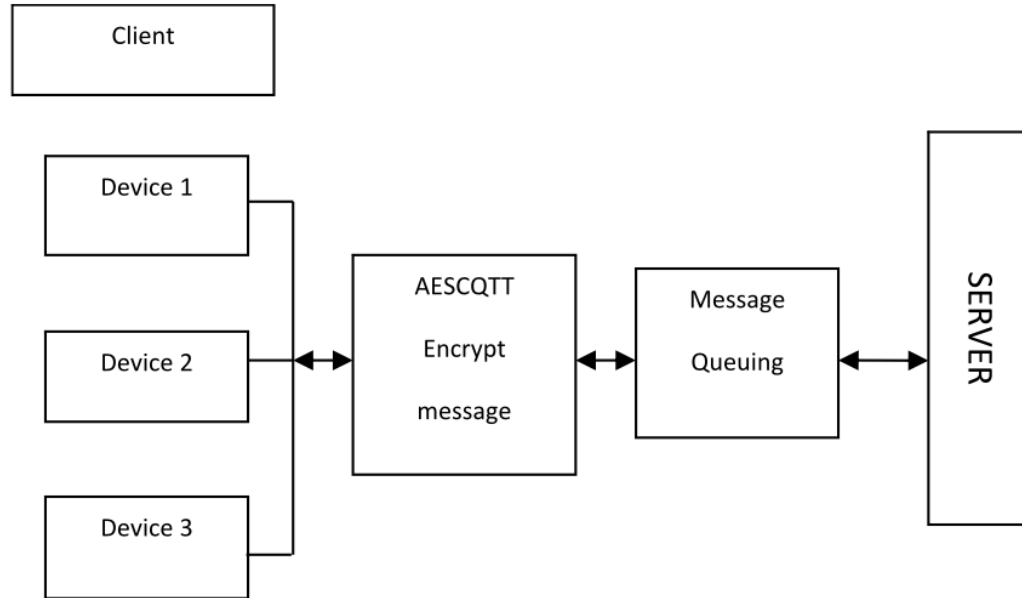 Client
Device 1
Device 2
Device 3
AESCQTT
Encrypt
message
Message
Queuing
SERVER